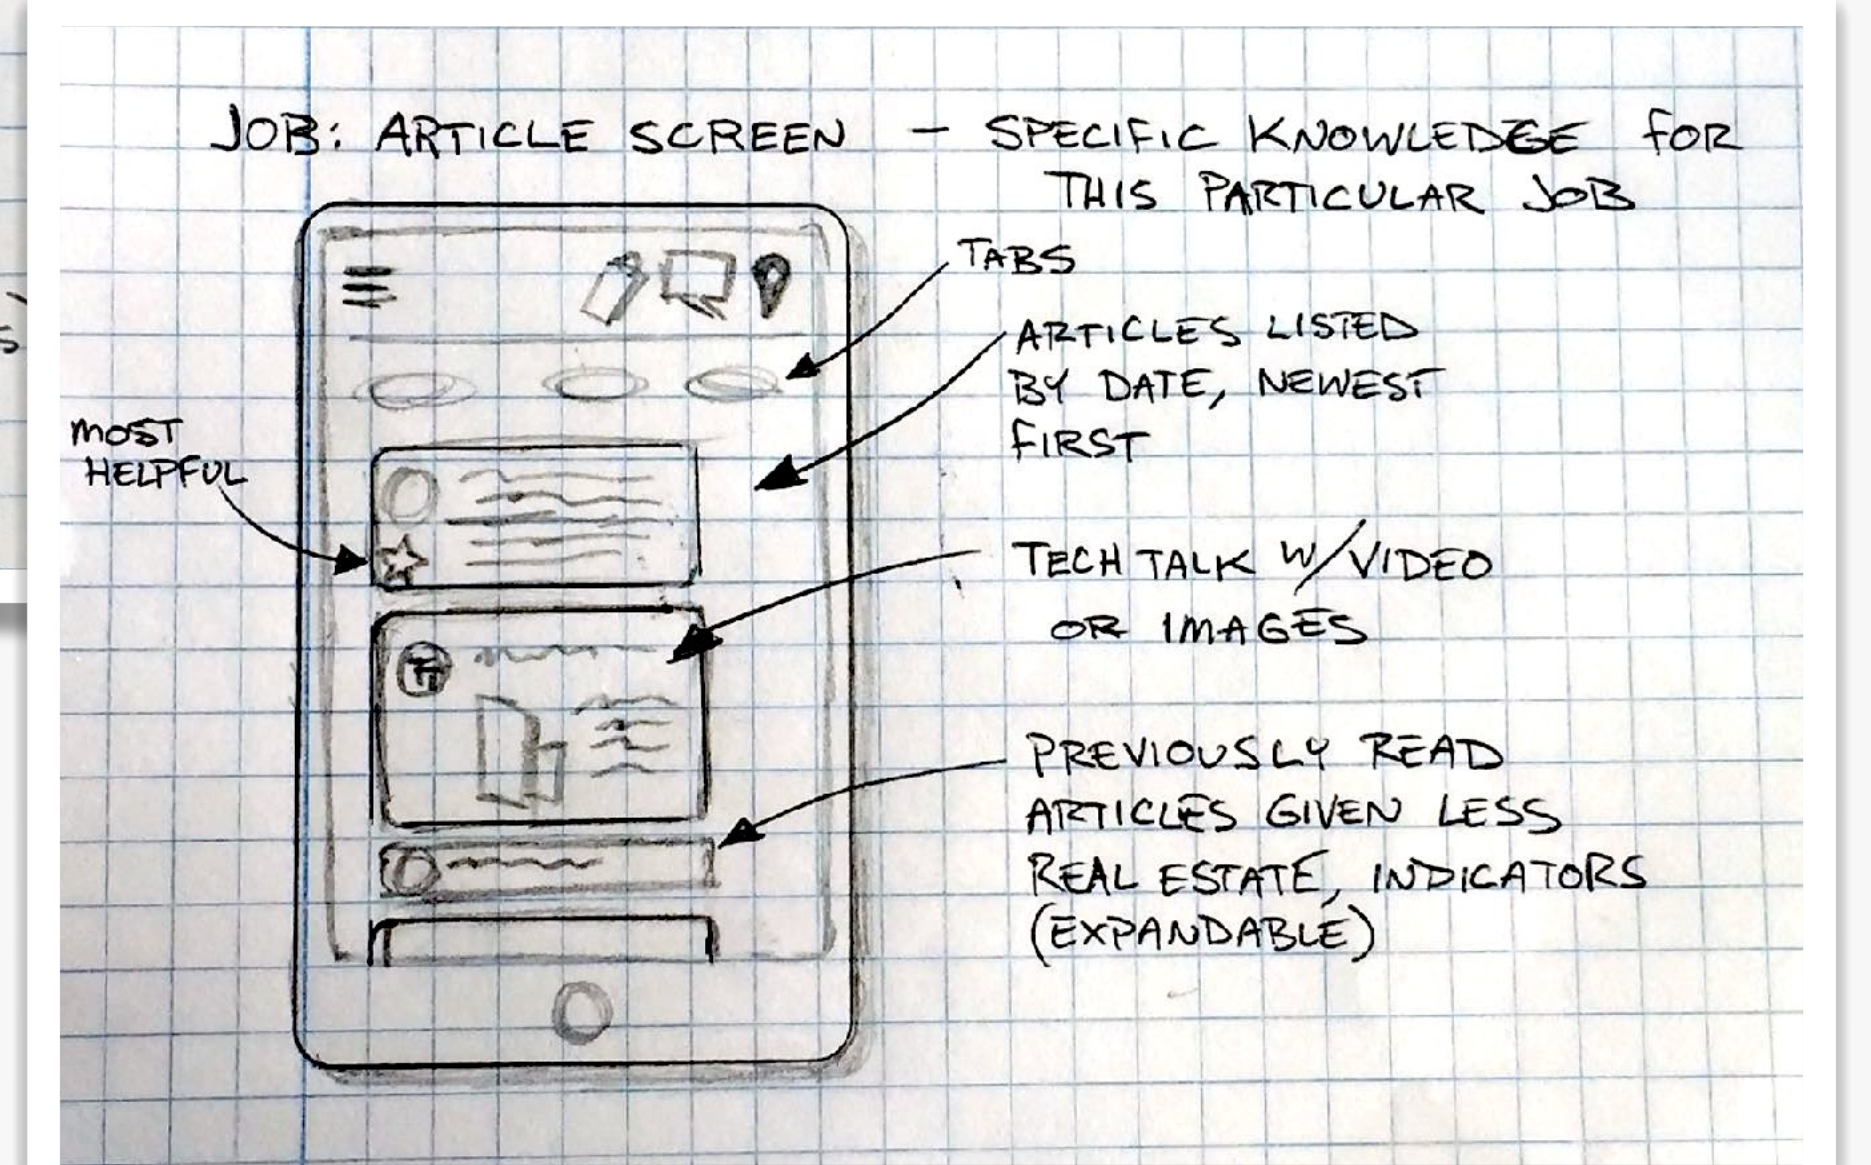 JOB: ARTICLE SCREEN – SPECIFIC KNOWLEDGE FOR
THIS PARTICULAR JOB
TABS
ARTICLES LISTED
BY DATE, NEWEST
FIRST
MOST
HELPFUL
TECH TALK W/VIDEO
OR IMAGES
TT
PREVIOUSLY READ
ARTICLES GIVEN LESS
REAL ESTATE, INDICATORS
(EXPANDABLE)